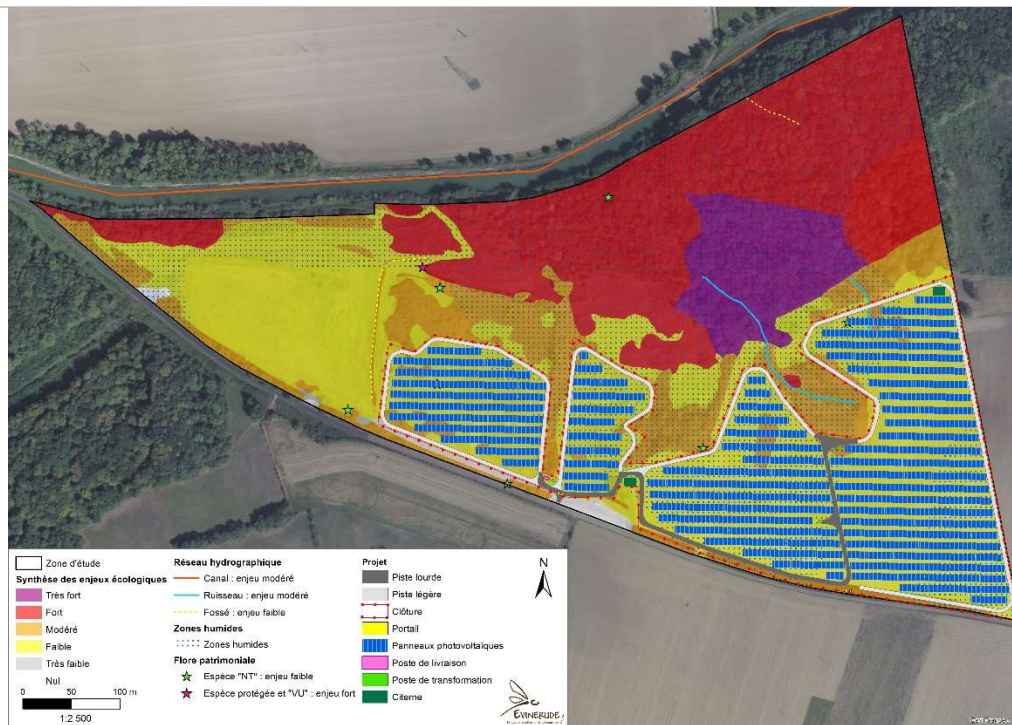 Zone d'étude
Synthèse des enjeux écologiques
Très fort
Fort
Modéré
Faible
Très faible
Nul
0 50 100 m
1:2 500
Réseau hydrographique
Canal : enjeu modéré
Ruisseau : enjeu modéré
Fossé : enjeu faible
Zones humides
Zones humides
Flore patrimoniale
Espèce "NT" : enjeu faible
Espèce protégée et "VU" : enjeu fort
Projet
Piste lourde
Piste légère
Clôture
Portail
Panneaux photovoltaïques
Poste de livraison
Poste de transformation
Citerne
N
EVINERUDE